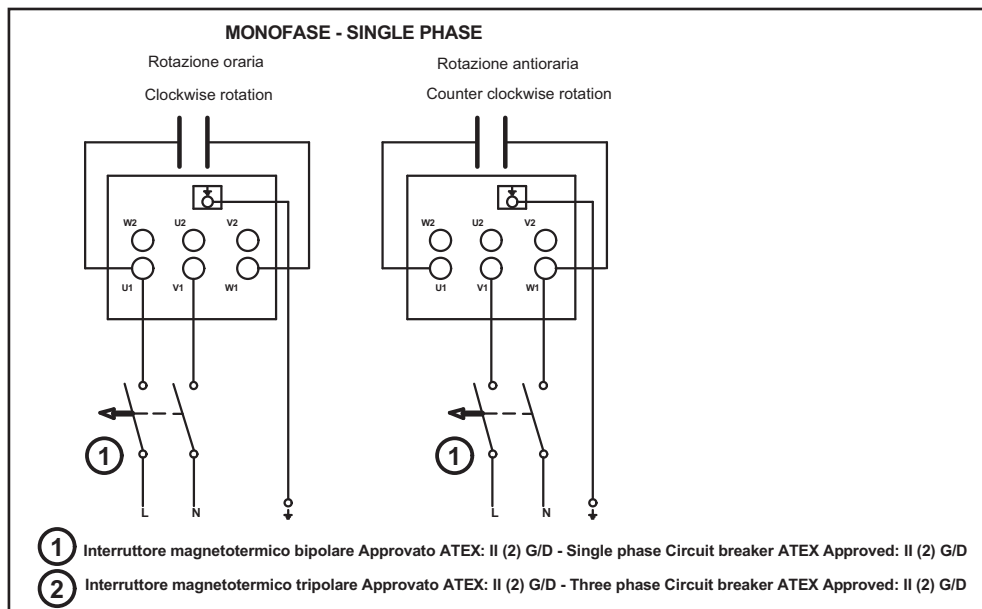 MONOFASE - SINGLE PHASE
Rotazione oraria
Clockwise rotation
Rotazione antioraria
Counter clockwise rotation
W2 U2 V2
U1 V1 W1
W2 U2 V2
U1 V1 W1
1
1
L N
L N
1 Interruttore magnetotermico bipolare Approvato ATEX: II (2) G/D - Single phase Circuit breaker ATEX Approved: II (2) G/D
2 Interruttore magnetotermico tripolare Approvato ATEX: II (2) G/D - Three phase Circuit breaker ATEX Approved: II (2) G/D